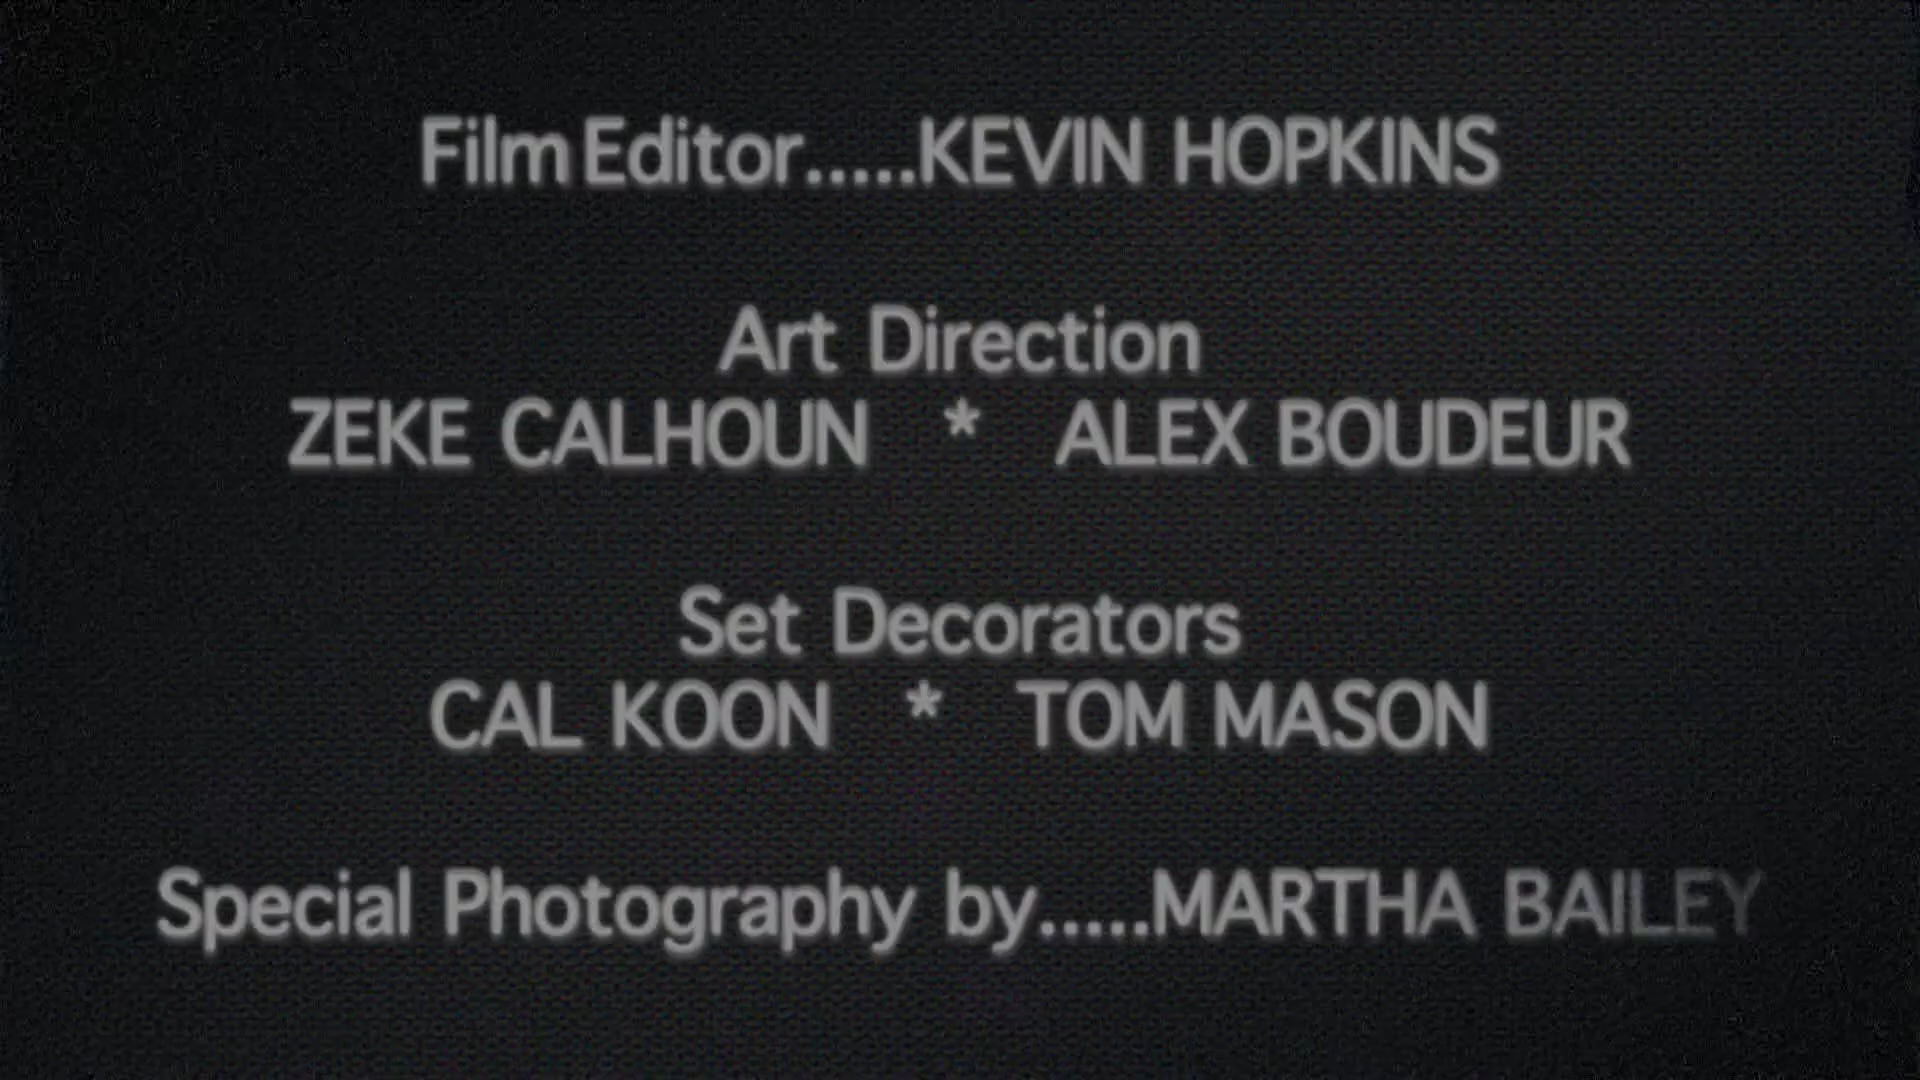 Film Editor.....KEVIN HOPKINS
Art Direction
ZEKE CALHOUN * ALEX BOUDEUR
Set Decorators
CAL KOON * TOM MASON
Special Photography by.....MARTHA BAILEY